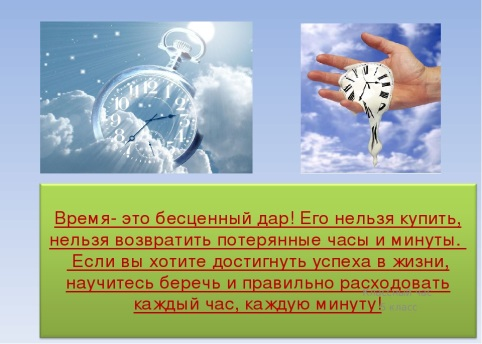 Время- это бесценный дар! Его нельзя купить,
нельзя возвратить потерянные часы и минуты.
Если вы хотите достигнуть успеха в жизни,
научитесь беречь и правильно расходовать
каждый час, каждую минуту!
класс